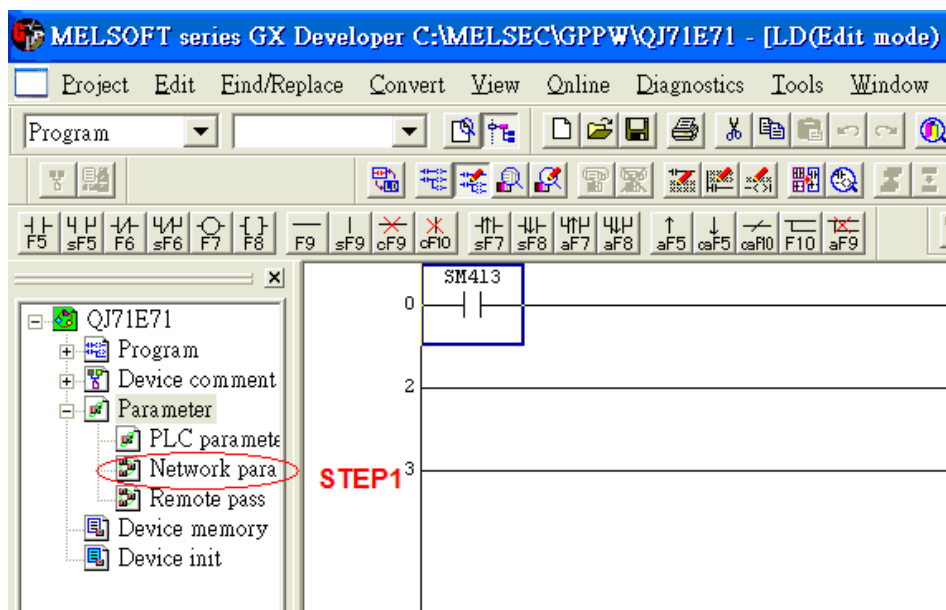 MELSOFT series GX Developer C:\MELSEC\GPPW\QJ71E71 - [LD(Edit mode)
Project Edit Find/Replace Convert View Online Diagnostics Tools Window
Program
F5 sF5 F6 sF6 F7 F8 F9 sF9 cF9 cF10 sF7 sF8 aF7 aF8 aF5 caF5 caF10 F10 aF9
SM413
0
QJ71E71
Program
Device comment
2
Parameter
PLC paramete
Network para
STEP1 3
Remote pass
Device memory
Device init